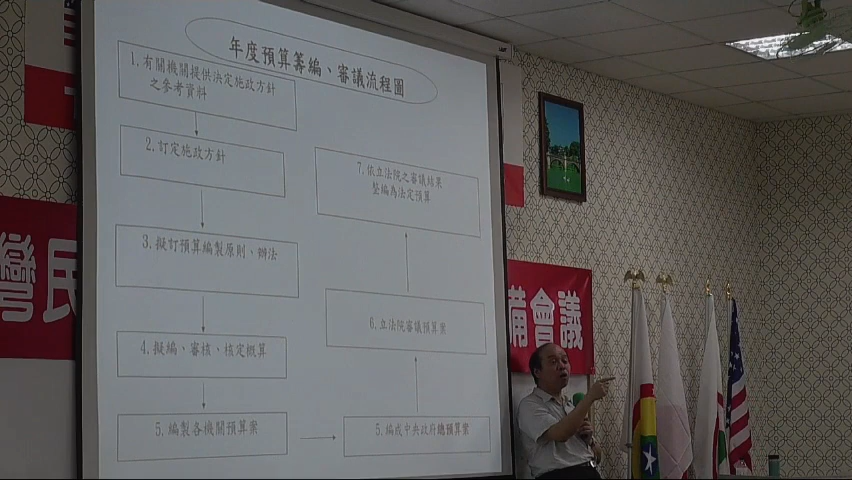 年度預算籌編、審議流程圖
1.有關機關提供決定施政方針
之參考資料
2.訂定施政方針
3.擬訂預算編製原則、辦法
4.擬編、審核、核定概算
5.編製各機關預算案
5.編成中央政府總預算案
6.立法院審議預算案
7.依立法院之審議結果
整編為法定預算
灣民
備會議